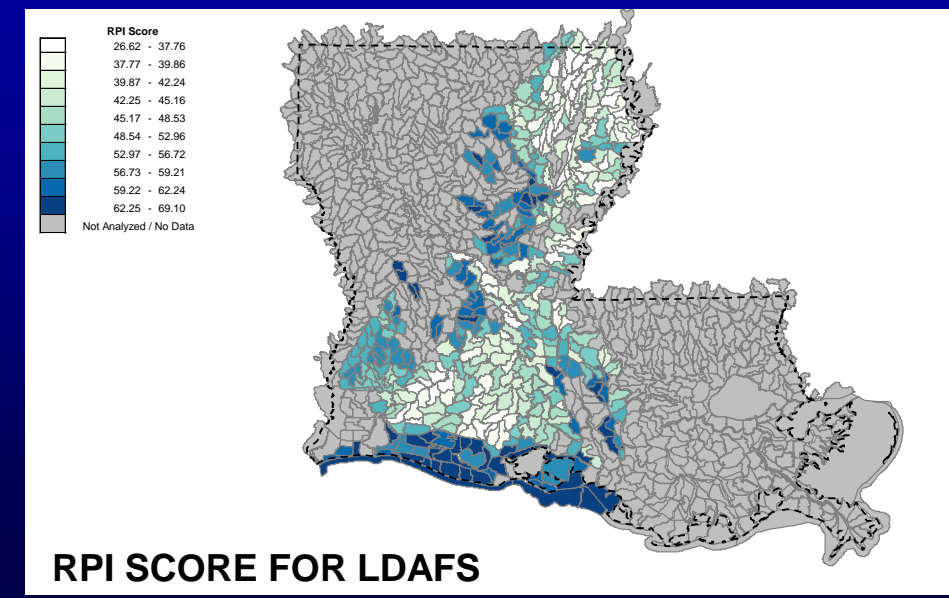 RPI Score
26.62 - 37.76
37.77 - 39.86
39.87 - 42.24
42.25 - 45.16
45.17 - 48.53
48.54 - 52.96
52.97 - 56.72
56.73 - 59.21
59.22 - 62.24
62.25 - 69.10
Not Analyzed / No Data
RPI SCORE FOR LDAFS